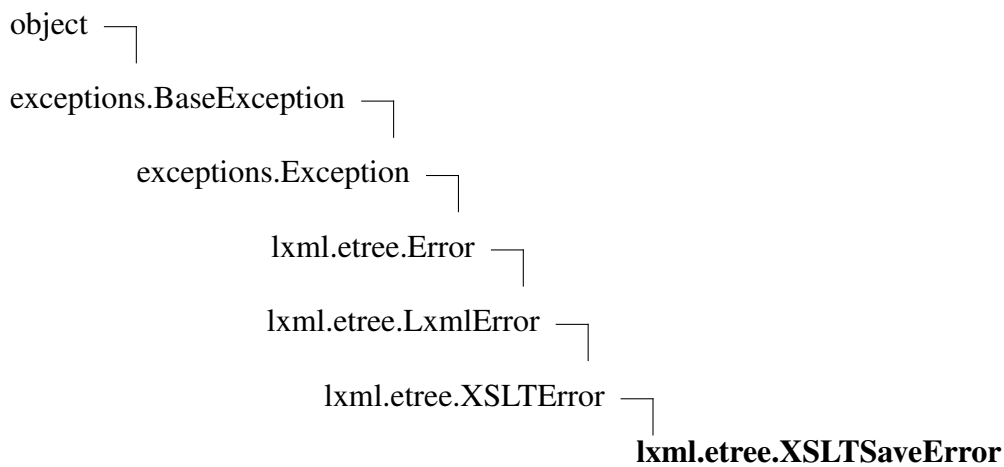 object
exceptions.BaseException
exceptions.Exception
lxml.etree.Error
lxml.etree.LxmlError
lxml.etree.XSLTError
lxml.etree.XSLTSaveError